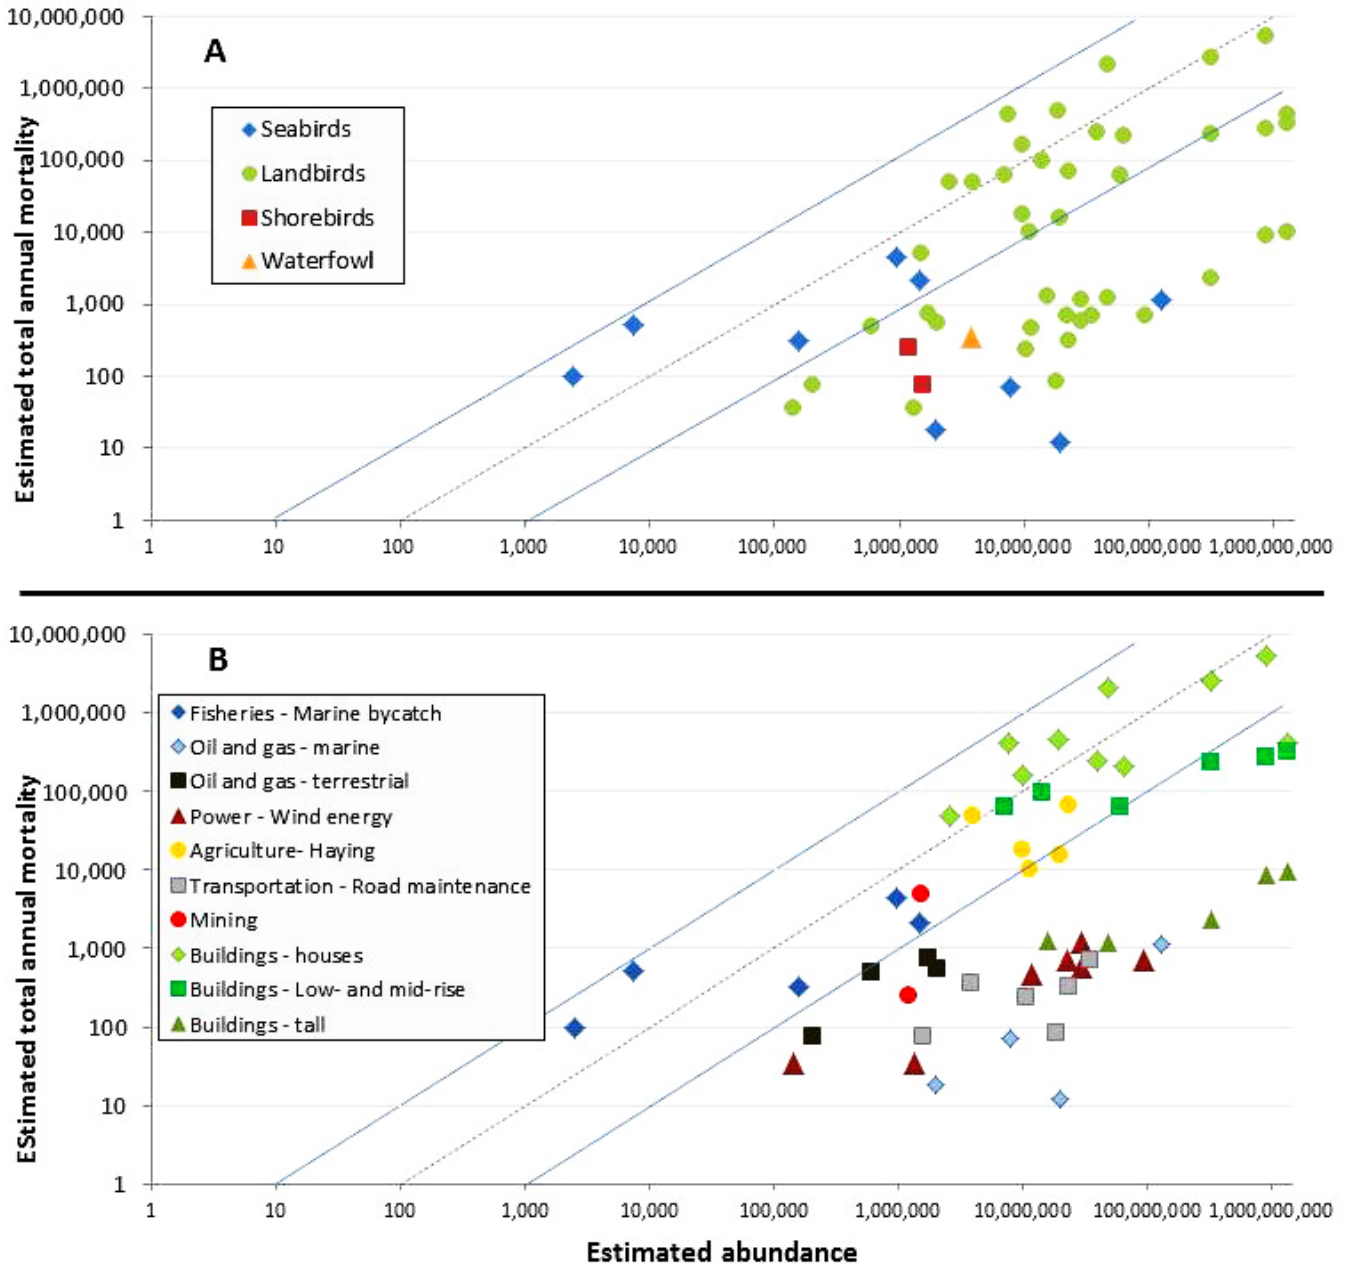 A
Estimated total annual mortality
10,000,000
1,000,000
100,000
10,000
1,000
100
10
1
Seabirds
Landbirds
Shorebirds
Waterfowl
1 10 100 1,000 10,000 100,000 1,000,000 10,000,000 100,000,000 1,000,000,000
B
EStimated total annual mortality
10,000,000
1,000,000
100,000
10,000
1,000
100
10
1
Fisheries - Marine bycatch
Oil and gas - marine
Oil and gas - terrestrial
Power - Wind energy
Agriculture- Haying
Transportation - Road maintenance
Mining
Buildings - houses
Buildings - Low- and mid-rise
Buildings - tall
1 10 100 1,000 10,000 100,000 1,000,000 10,000,000 100,000,000 1,000,000,000
Estimated abundance